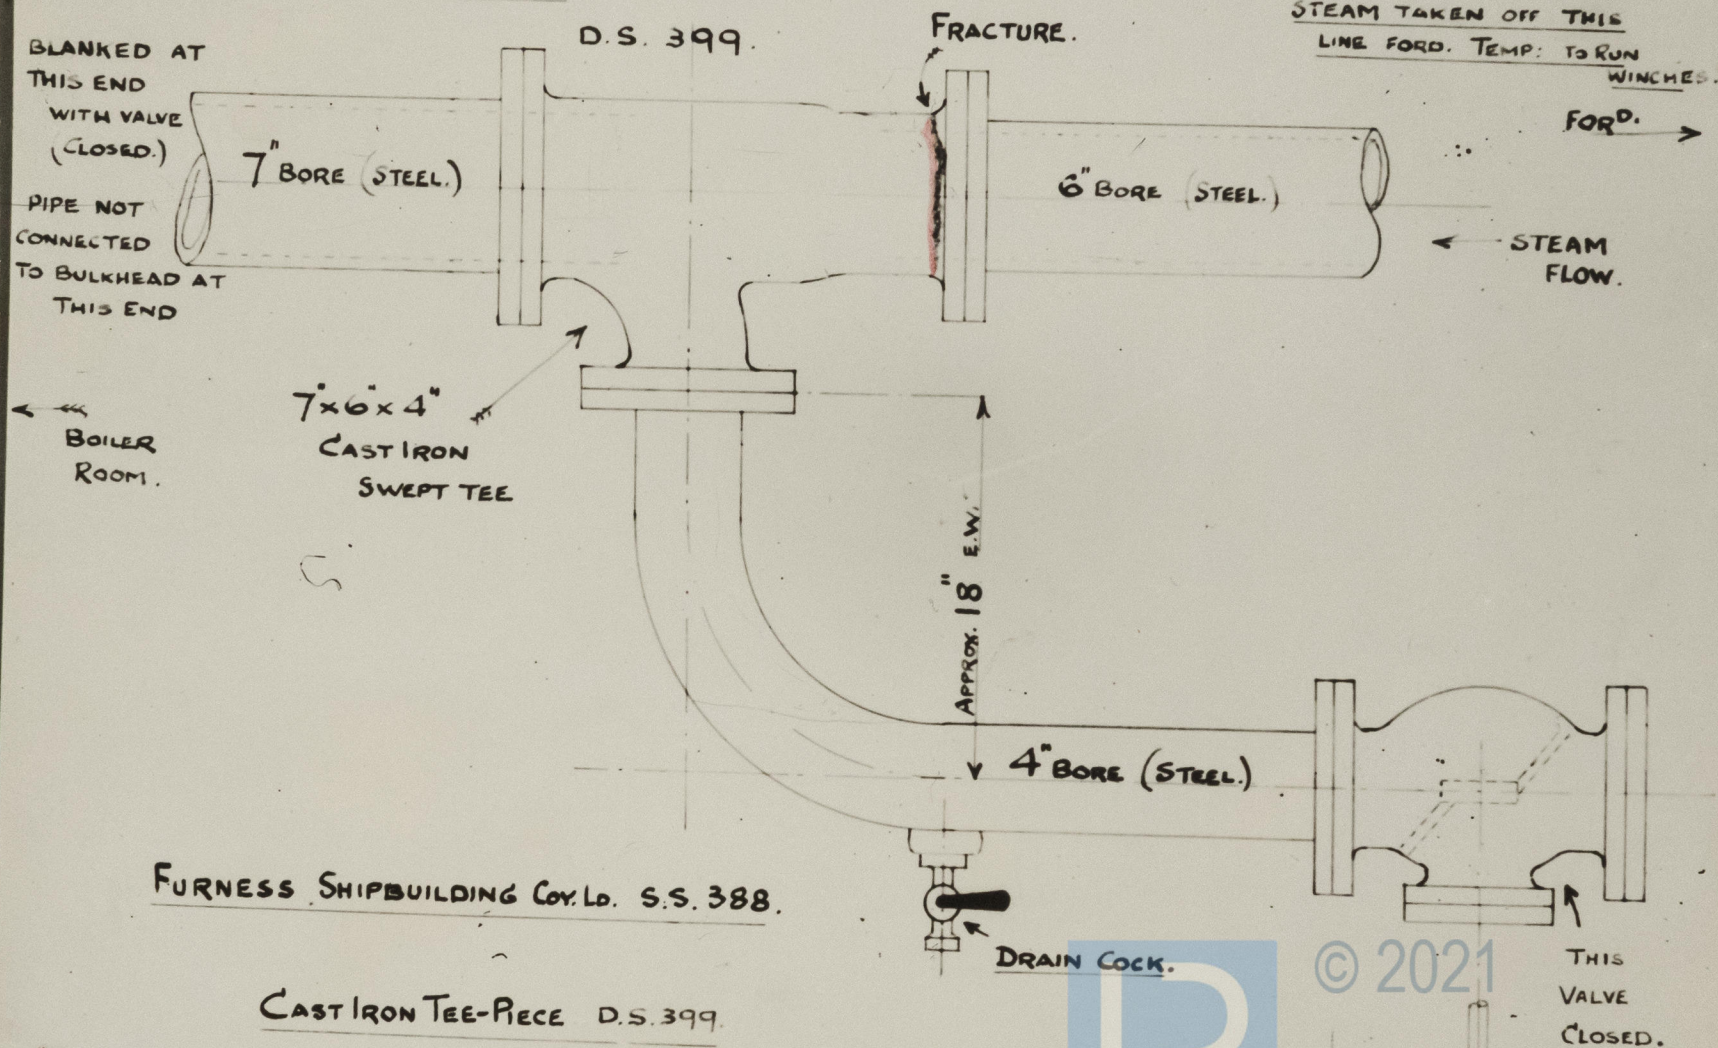 D.S. 399.
FRACTURE.
STEAM TAKEN OFF THIS
LINE FORD. TEMP: TO RUN
WINCHES.
BLANKED AT
THIS END
WITH VALVE
(CLOSED.)
PIPE NOT
CONNECTED
TO BULKHEAD AT
THIS END
7" BORE (STEEL.)
6" BORE (STEEL.)
FORD.
STEAM
FLOW.
BOILER
ROOM.
7"x6"x4"
CAST IRON
SWEPT TEE
APPROX. 18" E.W.
4" BORE (STEEL.)
FURNESS SHIPBUILDING COY. LD. S.S. 388.
DRAIN COCK.
CAST IRON TEE-PIECE D.S. 399.
THIS
VALVE
CLOSED.
© 2021